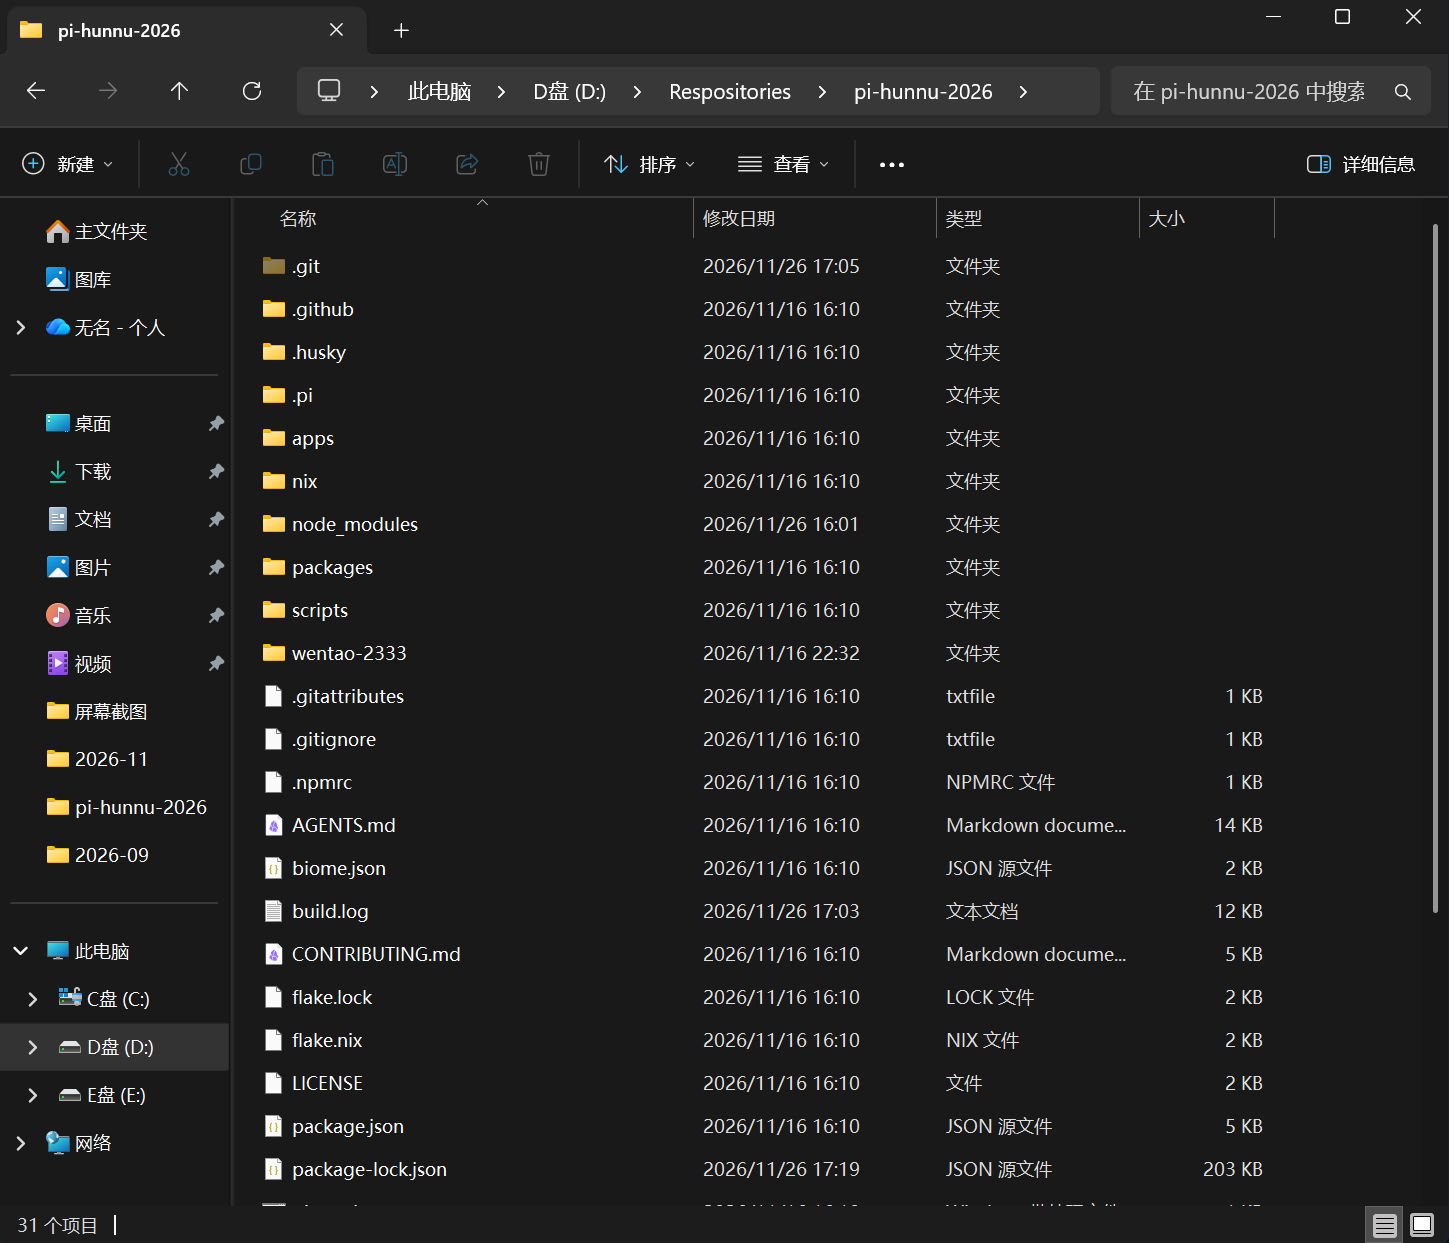 pi-hunnu-2026
此电脑 D盘 (D:) Respositories pi-hunnu-2026 在 pi-hunnu-2026 中搜索
新建 排序 查看 详细信息
主文件夹
图库
无名 - 个人
桌面
下载
文档
图片
音乐
视频
屏幕截图
2026-11
pi-hunnu-2026
2026-09
此电脑
C盘 (C:)
D盘 (D:)
E盘 (E:)
网络
名称 修改日期 类型 大小
.git 2026/11/26 17:05 文件夹
.github 2026/11/16 16:10 文件夹
.husky 2026/11/16 16:10 文件夹
.pi 2026/11/16 16:10 文件夹
apps 2026/11/16 16:10 文件夹
nix 2026/11/16 16:10 文件夹
node_modules 2026/11/26 16:01 文件夹
packages 2026/11/16 16:10 文件夹
scripts 2026/11/16 16:10 文件夹
wentao-2333 2026/11/16 22:32 文件夹
.gitattributes 2026/11/16 16:10 txtfile 1 KB
.gitignore 2026/11/16 16:10 txtfile 1 KB
.npmrc 2026/11/16 16:10 NPMRC 文件 1 KB
AGENTS.md 2026/11/16 16:10 Markdown docume... 14 KB
biome.json 2026/11/16 16:10 JSON 源文件 2 KB
build.log 2026/11/26 17:03 文本文档 12 KB
CONTRIBUTING.md 2026/11/16 16:10 Markdown docume... 5 KB
flake.lock 2026/11/16 16:10 LOCK 文件 2 KB
flake.nix 2026/11/16 16:10 NIX 文件 2 KB
LICENSE 2026/11/16 16:10 文件 2 KB
package.json 2026/11/16 16:10 JSON 源文件 5 KB
package-lock.json 2026/11/26 17:19 JSON 源文件 203 KB
31 个项目